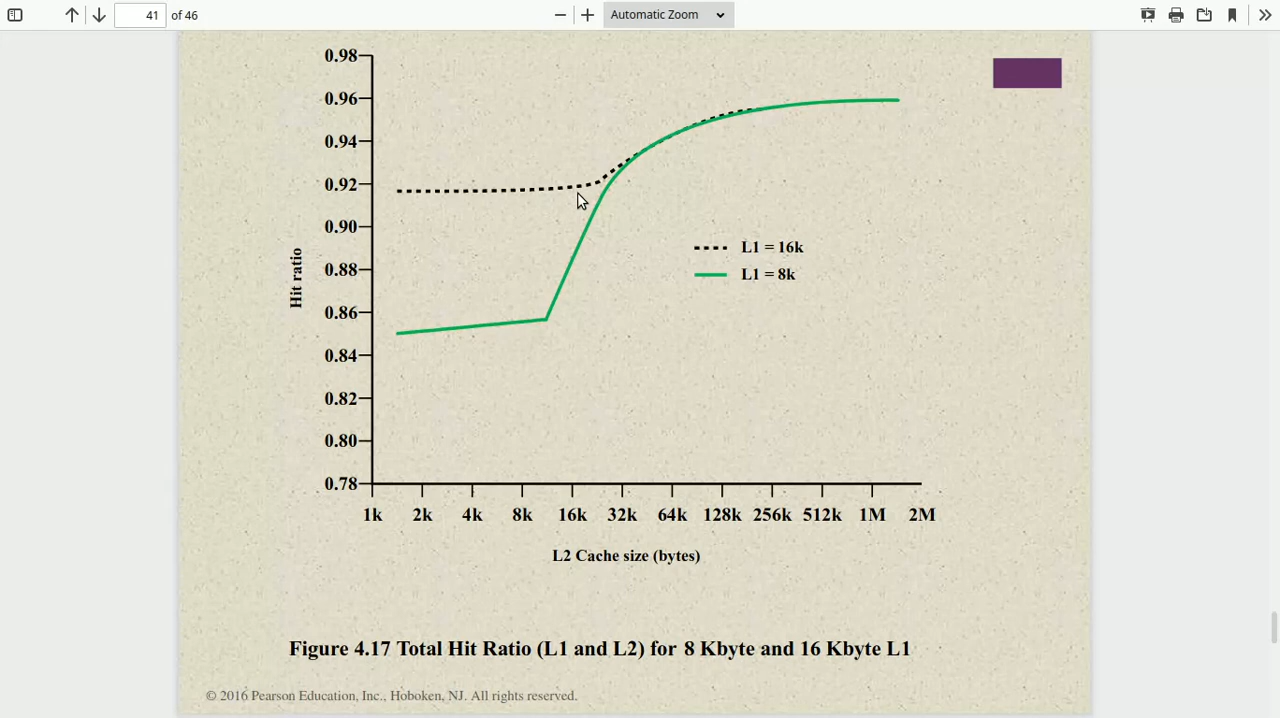 41 of 46
Automatic Zoom
0.98
0.96
0.94
0.92
0.90
0.88
0.86
0.84
0.82
0.80
0.78
Hit ratio
L1 = 16k
L1 = 8k
1k 2k 4k 8k 16k 32k 64k 128k 256k 512k 1M 2M
L2 Cache size (bytes)
Figure 4.17 Total Hit Ratio (L1 and L2) for 8 Kbyte and 16 Kbyte L1
© 2016 Pearson Education, Inc., Hoboken, NJ. All rights reserved.